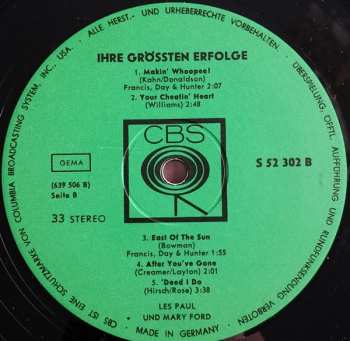 ALLE HERST.- UND URHEBERRECHTE VORBEHALTEN. ÜBERSPIELUNG, OFFTL. AUFFÜHRUNG UND RUNDFUNKSENDUNG VERBOTEN
CBS IST EINE SCHUTZMARKE VON COLUMBIA BROADCASTING SYSTEM, INC., USA.
IHRE GRÖSSTEN ERFOLGE
1. Makin' Whoopee!
(Kahn/Donaldson)
Francis, Day & Hunter 2:07
2. Your Cheatin' Heart
(Williams) 2:48
CBS
GEMA
S 52 302 B
(639 506 B)
Seite B
33 STEREO
3. East Of The Sun
(Bowman)
Francis, Day & Hunter 1:55
4. After You've Gone
(Creamer/Layton) 2:01
5. 'Deed I Do
(Hirsch/Rose) 3:38
LES PAUL
UND MARY FORD
MADE IN GERMANY